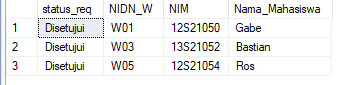 status_req NIDN_W NIM Nama_Mahasiswa
1 Disetujui W01 12S21050 Gabe
2 Disetujui W03 13S21052 Bastian
3 Disetujui W05 12S21054 Ros